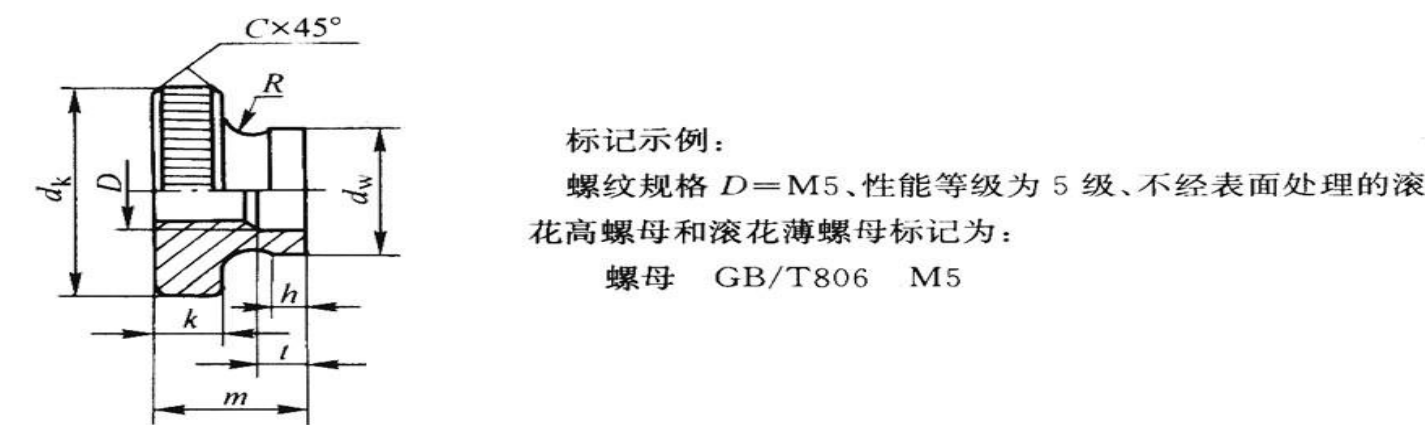 C×45°
R
dk
D
dw
h
k
t
m
标记示例：
螺纹规格 D=M5、性能等级为 5 级、不经表面处理的滚
花高螺母和滚花薄螺母标记为：
螺母 GB/T806 M5